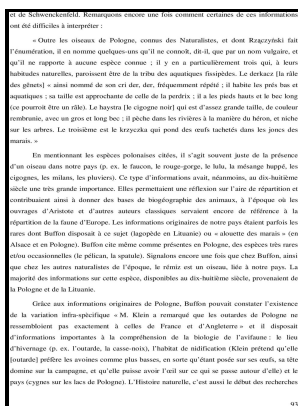 et de Schwenckenfeld. Remarquons encore une fois comment certaines de ces informations
ont été difficiles à interpréter :
« Outre les oiseaux de Pologne, connus des Naturalistes, et dont Rzączyński fait
l'énumération, il en nomme quelques-uns qu'il ne connoît, dit-il, que par un nom vulgaire, et
qu'il ne rapporte à aucune espèce connue ; il y en a particulièrement trois qui, à leurs
habitudes naturelles, paroissent être de la tribu des aquatiques fissipèdes. Le derkacz [la râle
des genêts] « ainsi nommé de son cri der, der, fréquemment répété ; il habite les prés bas et
aquatiques ; sa taille est approchante de celle de la perdrix ; il a les pieds hauts et le bec long
(ce pourroit être un râle). Le haystra [le cigogne noir] qui est d'assez grande taille, de couleur
rembrunie, avec un gros et long bec ; il pêche dans les rivières à la manière du héron, et niche
sur les arbres. Le troisième est le krzyczka qui pond des œufs tachetés dans les joncs des
marais. »
En mentionnant les espèces polonaises citées, il s'agit souvent juste de la présence
d'un oiseau dans notre pays (p. ex. le faucon, le rouge-gorge, le lulu, la mésange huppé, les
cigognes, les milans, les pluviers). Ce type d'informations avait, néanmoins, au dix-huitième
siècle une très grande importance. Elles permettaient une réflexion sur l'aire de répartition et
contribuaient ainsi à donner des bases de biogéographie des animaux, à l'époque où les
ouvrages d'Aristote et d'autres auteurs classiques servaient encore de référence à la
répartition de la faune d'Europe. Les informations originaires de notre pays étaient parfois les
rares dont Buffon disposait à ce sujet (lagopède en Lituanie) ou « alouette des marais » (en
Alsace et en Pologne). Buffon cite même comme présentes en Pologne, des espèces très rares
et/ou occasionnelles (le pélican, la spatule). Signalons encore une fois que chez Buffon, ainsi
que chez les autres naturalistes de l'époque, le rémiz est un oiseau, liée à notre pays. La
majorité des informations sur cette espèce, disponibles au dix-huitième siècle, provenaient de
la Pologne et de la Lituanie.
Grâce aux informations originaires de Pologne, Buffon pouvait constater l'existence
de la variation infra-spécifique « M. Klein a remarqué que les outardes de Pologne ne
ressembloient pas exactement à celles de France et d'Angleterre » et il disposait
d'informations importantes à la compréhension de la biologie de l'avifaune : le lieu
d'hivernage (p. ex. l'outarde, la casse-noix), l'habitat de nidification (Klein prétend qu'elle
[outarde] préfère les avoines comme plus basses, en sorte qu'étant posée sur ses œufs, sa tête
domine sur la campagne, et qu'elle puisse avoir l'œil sur ce qui se passe autour d'elle) et le
pays (cygnes sur les lacs de Pologne). L'Histoire naturelle, c'est aussi le début des recherches
93